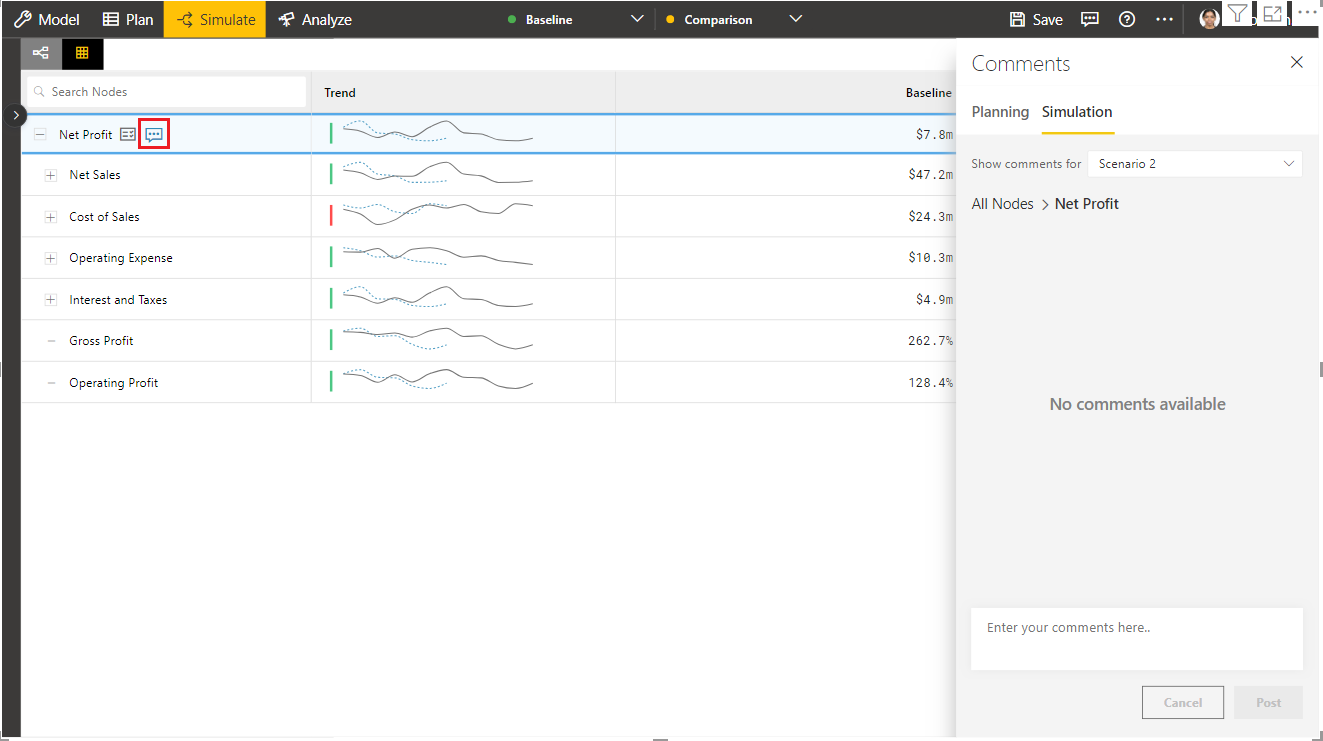 Model Plan Simulate Analyze Baseline Comparison Save
Search Nodes Trend Baseline
Net Profit $7.8m
Net Sales $47.2m
Cost of Sales $24.3m
Operating Expense $10.3m
Interest and Taxes $4.9m
Gross Profit 262.7%
Operating Profit 128.4%
Comments
Planning Simulation
Show comments for Scenario 2
All Nodes > Net Profit
No comments available
Enter your comments here..
Cancel Post